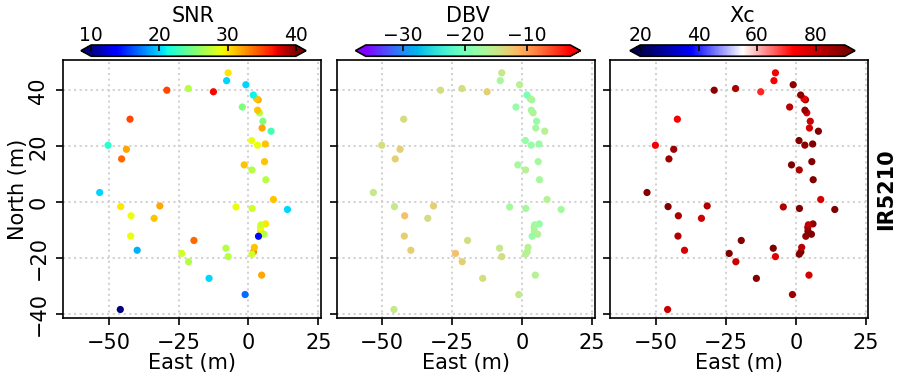 SNR DBV Xc
10 20 30 40 −30 −20 −10 20 40 60 80
North (m)
40
20
0
−20
−40
IR5210
−50 −25 0 25 −50 −25 0 25 −50 −25 0 25
East (m) East (m) East (m)